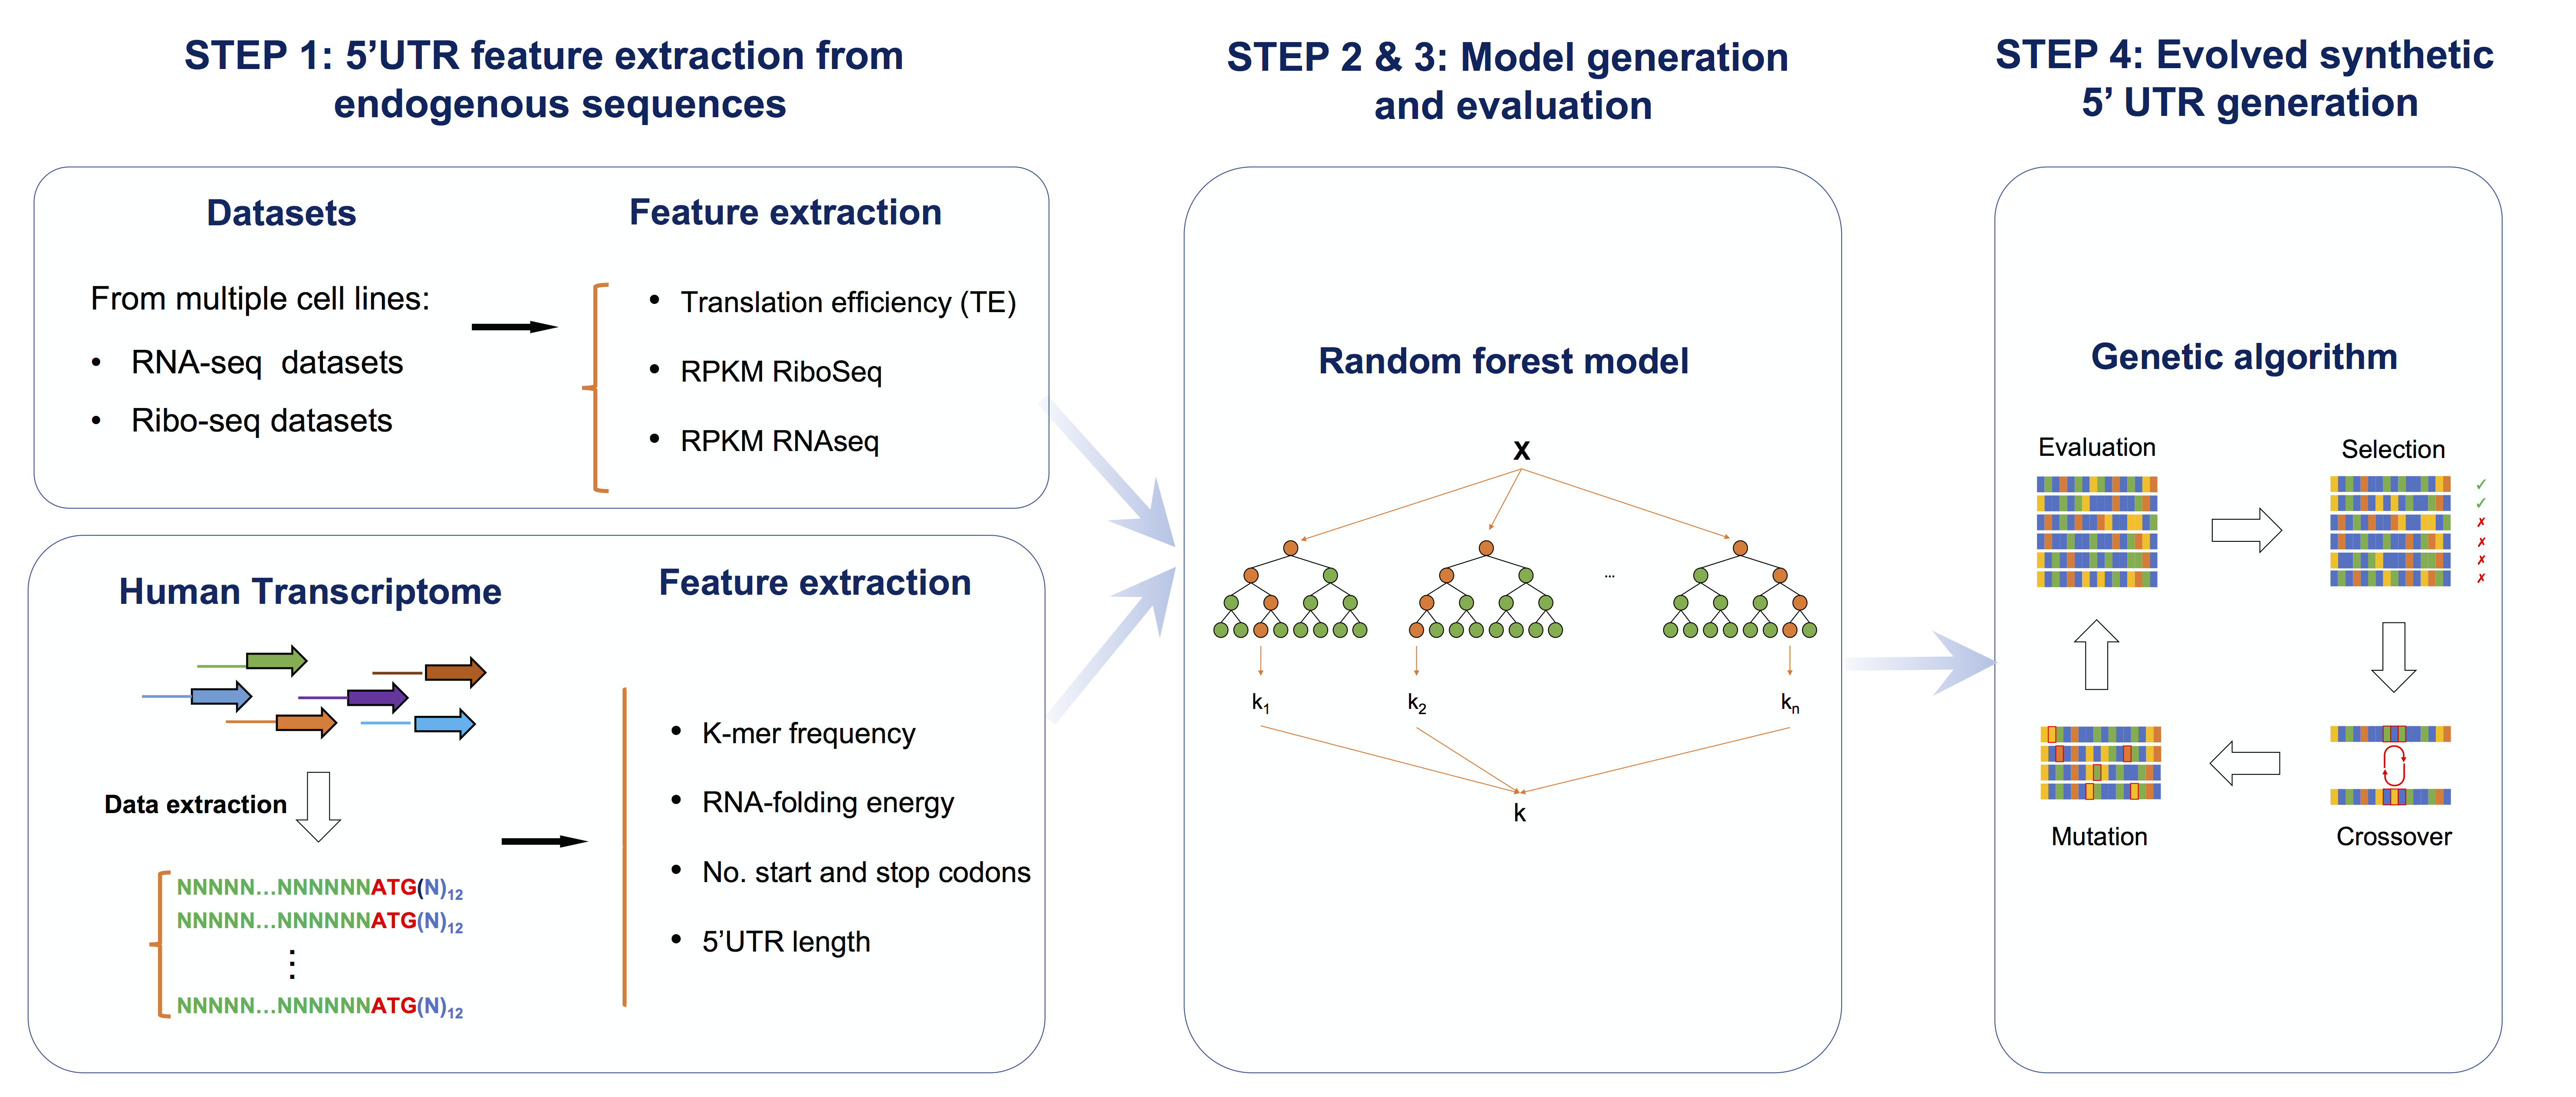 STEP 1: 5’UTR feature extraction from
endogenous sequences
Datasets
From multiple cell lines:
• RNA-seq datasets
• Ribo-seq datasets
Feature extraction
• Translation efficiency (TE)
• RPKM RiboSeq
• RPKM RNAseq
Human Transcriptome
Data extraction
NNNNN...NNNNNNATG(N)12
NNNNN...NNNNNNATG(N)12
⋮
NNNNN...NNNNNNATG(N)12
Feature extraction
• K-mer frequency
• RNA-folding energy
• No. start and stop codons
• 5’UTR length
STEP 2 & 3: Model generation
and evaluation
Random forest model
X
...
k1 k2 kn
k
STEP 4: Evolved synthetic
5’ UTR generation
Genetic algorithm
Evaluation
Selection
✓
✓
✗
✗
✗
✗
Mutation
Crossover